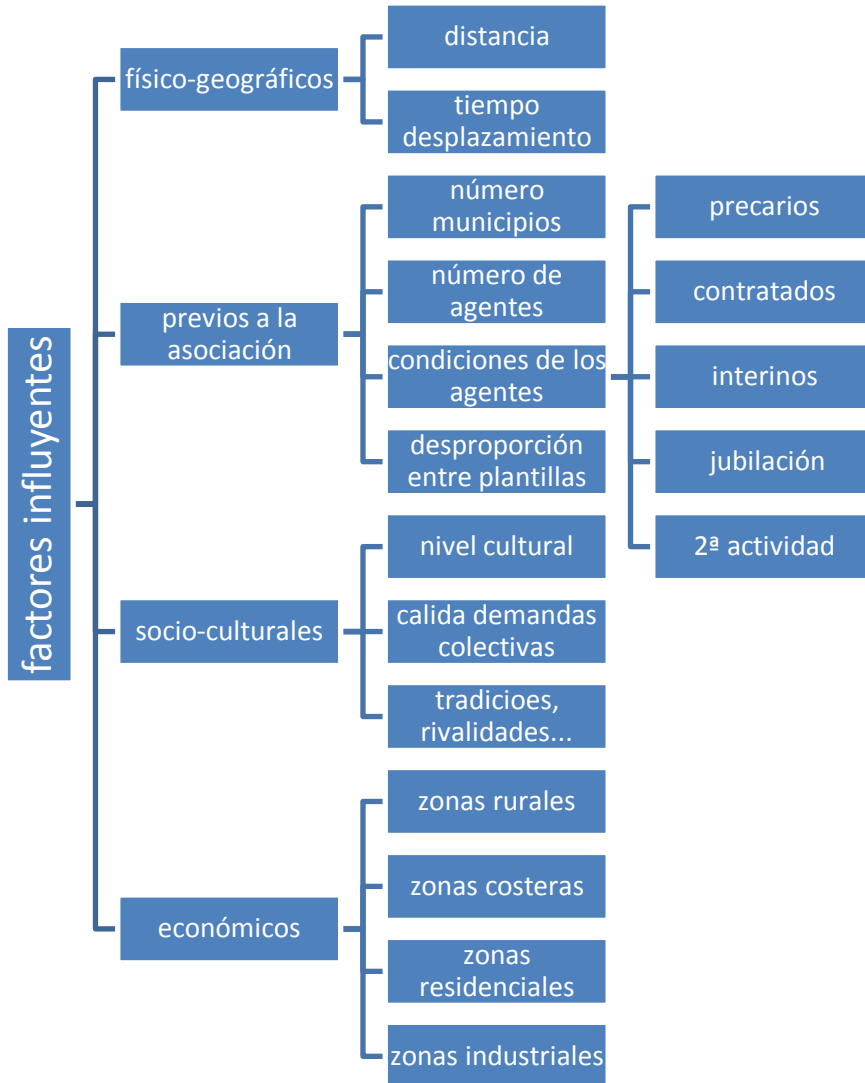 factores influyentes
físico-geográficos
distancia
tiempo
desplazamiento
previos a la
asociación
número
municipios
número de
agentes
condiciones de los
agentes
precarios
contratados
interinos
jubilación
2ª actividad
desproporción
entre plantillas
socio-culturales
nivel cultural
calida demandas
colectivas
tradicioes,
rivalidades...
económicos
zonas rurales
zonas costeras
zonas
residenciales
zonas industriales